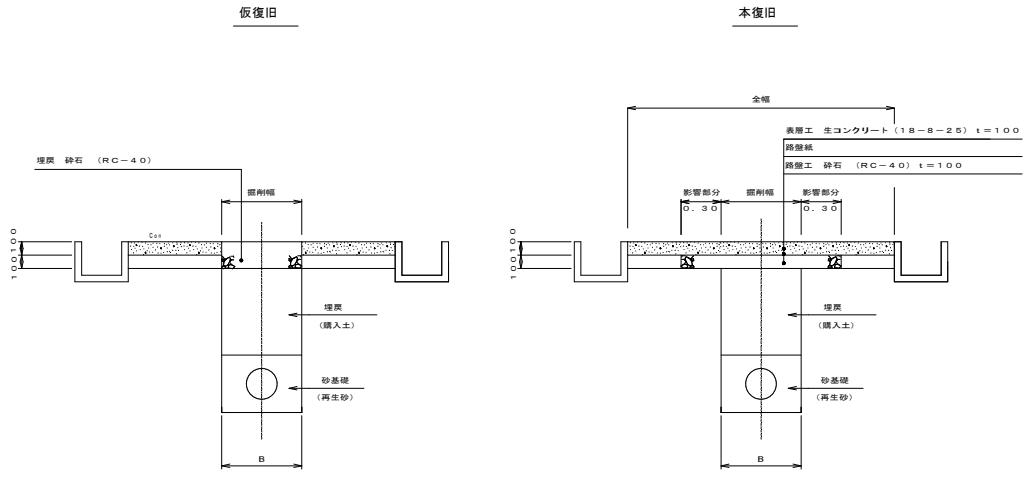 仮復旧
埋戻 砕石 （RC－40）
掘削幅
Con
100
100
埋戻
（購入土）
砂基礎
（再生砂）
B
本復旧
全幅
表層工 生コンクリート（18－8－25）t＝100
路盤紙
路盤工 砕石 （RC－40）t＝100
影響部分 掘削幅 影響部分
0.30 0.30
100
100
埋戻
（購入土）
砂基礎
（再生砂）
B